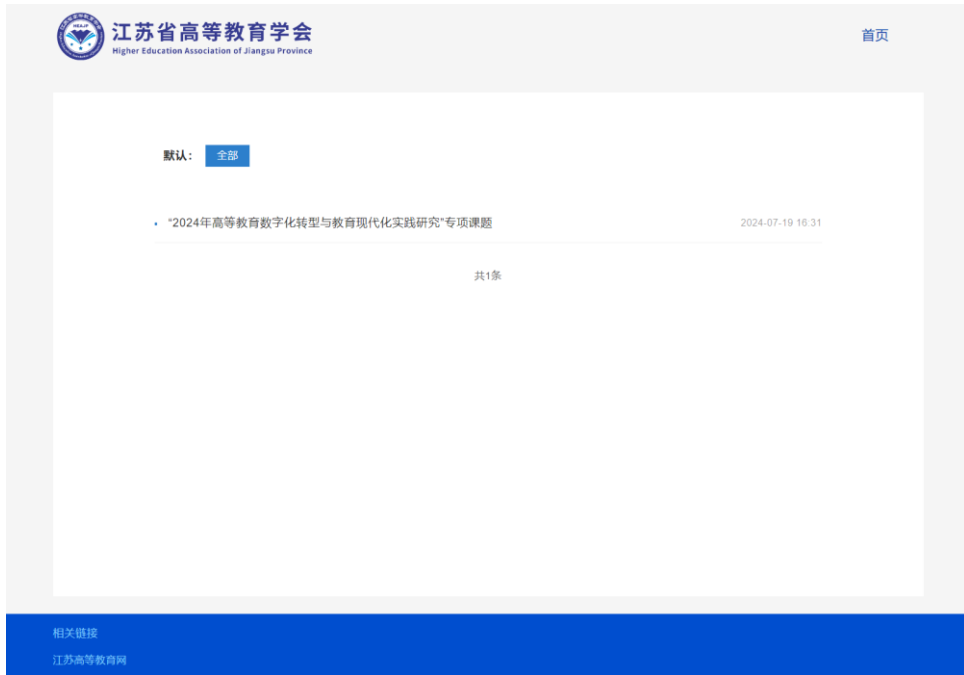 HEAJP
江苏省高等教育学会
Higher Education Association of Jiangsu Province
首页
默认： 全部
“2024年高等教育数字化转型与教育现代化实践研究”专项课题 2024-07-19 16:31
共1条
相关链接
江苏高等教育网